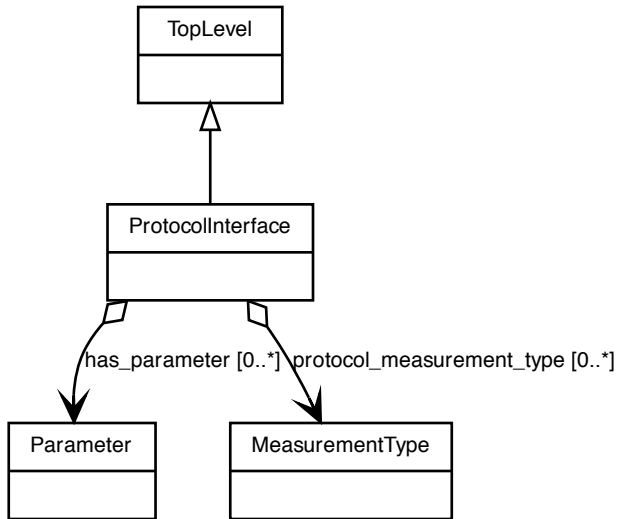 TopLevel
ProtocolInterface
has_parameter [0..*]
protocol_measurement_type [0..*]
Parameter
MeasurementType